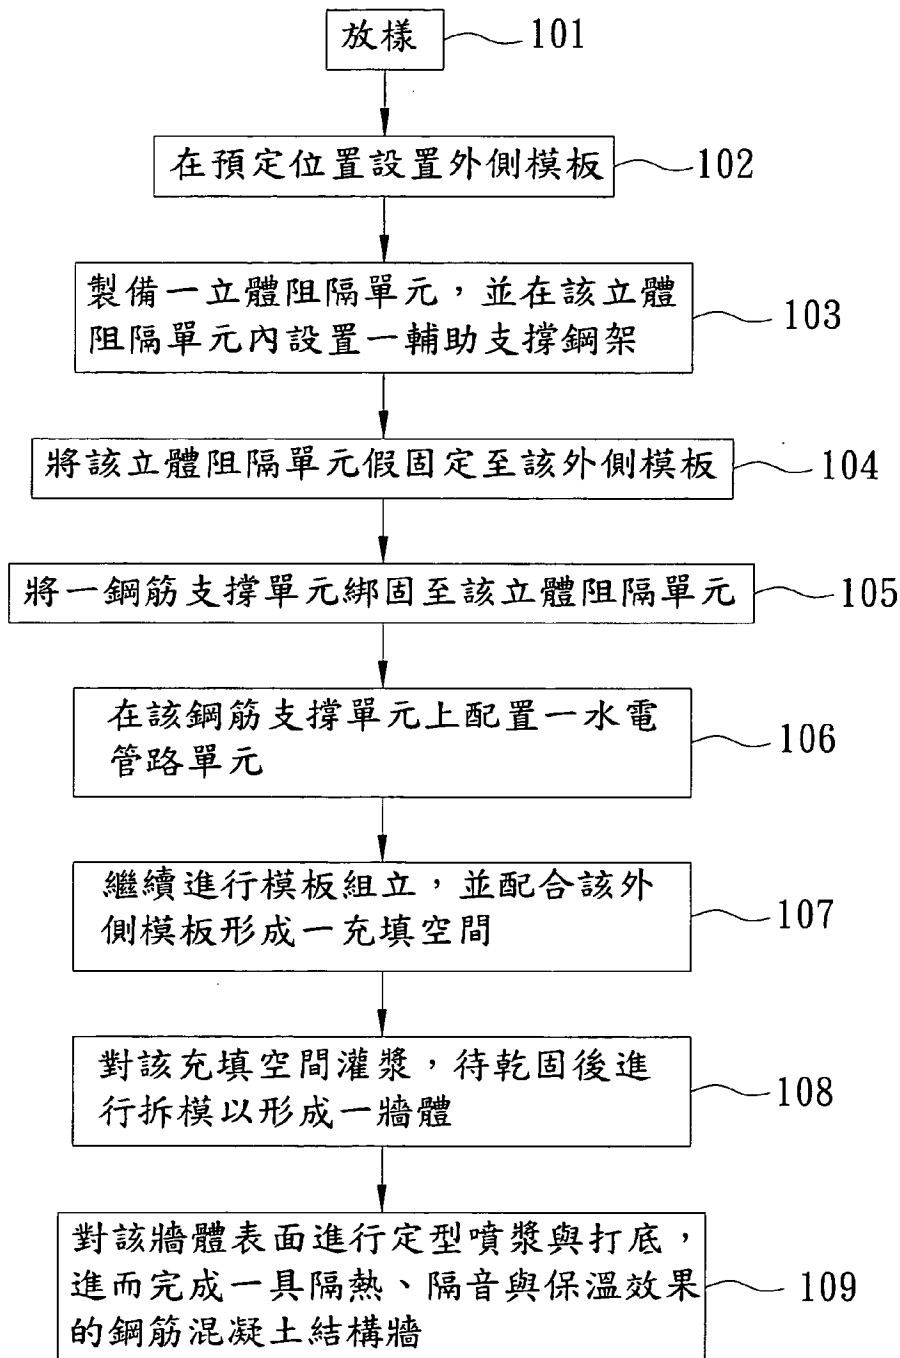 放樣 101
在預定位置設置外側模板 102
製備一立體阻隔單元，並在該立體
阻隔單元內設置一輔助支撐鋼架 103
將該立體阻隔單元假固定至該外側模板 104
將一鋼筋支撐單元綁固至該立體阻隔單元 105
在該鋼筋支撐單元上配置一水電
管路單元 106
繼續進行模板組立，並配合該外
側模板形成一充填空間 107
對該充填空間灌漿，待乾固後進
行拆模以形成一牆體 108
對該牆體表面進行定型噴漿與打底，
進而完成一具隔熱、隔音與保溫效果 109
的鋼筋混凝土結構牆